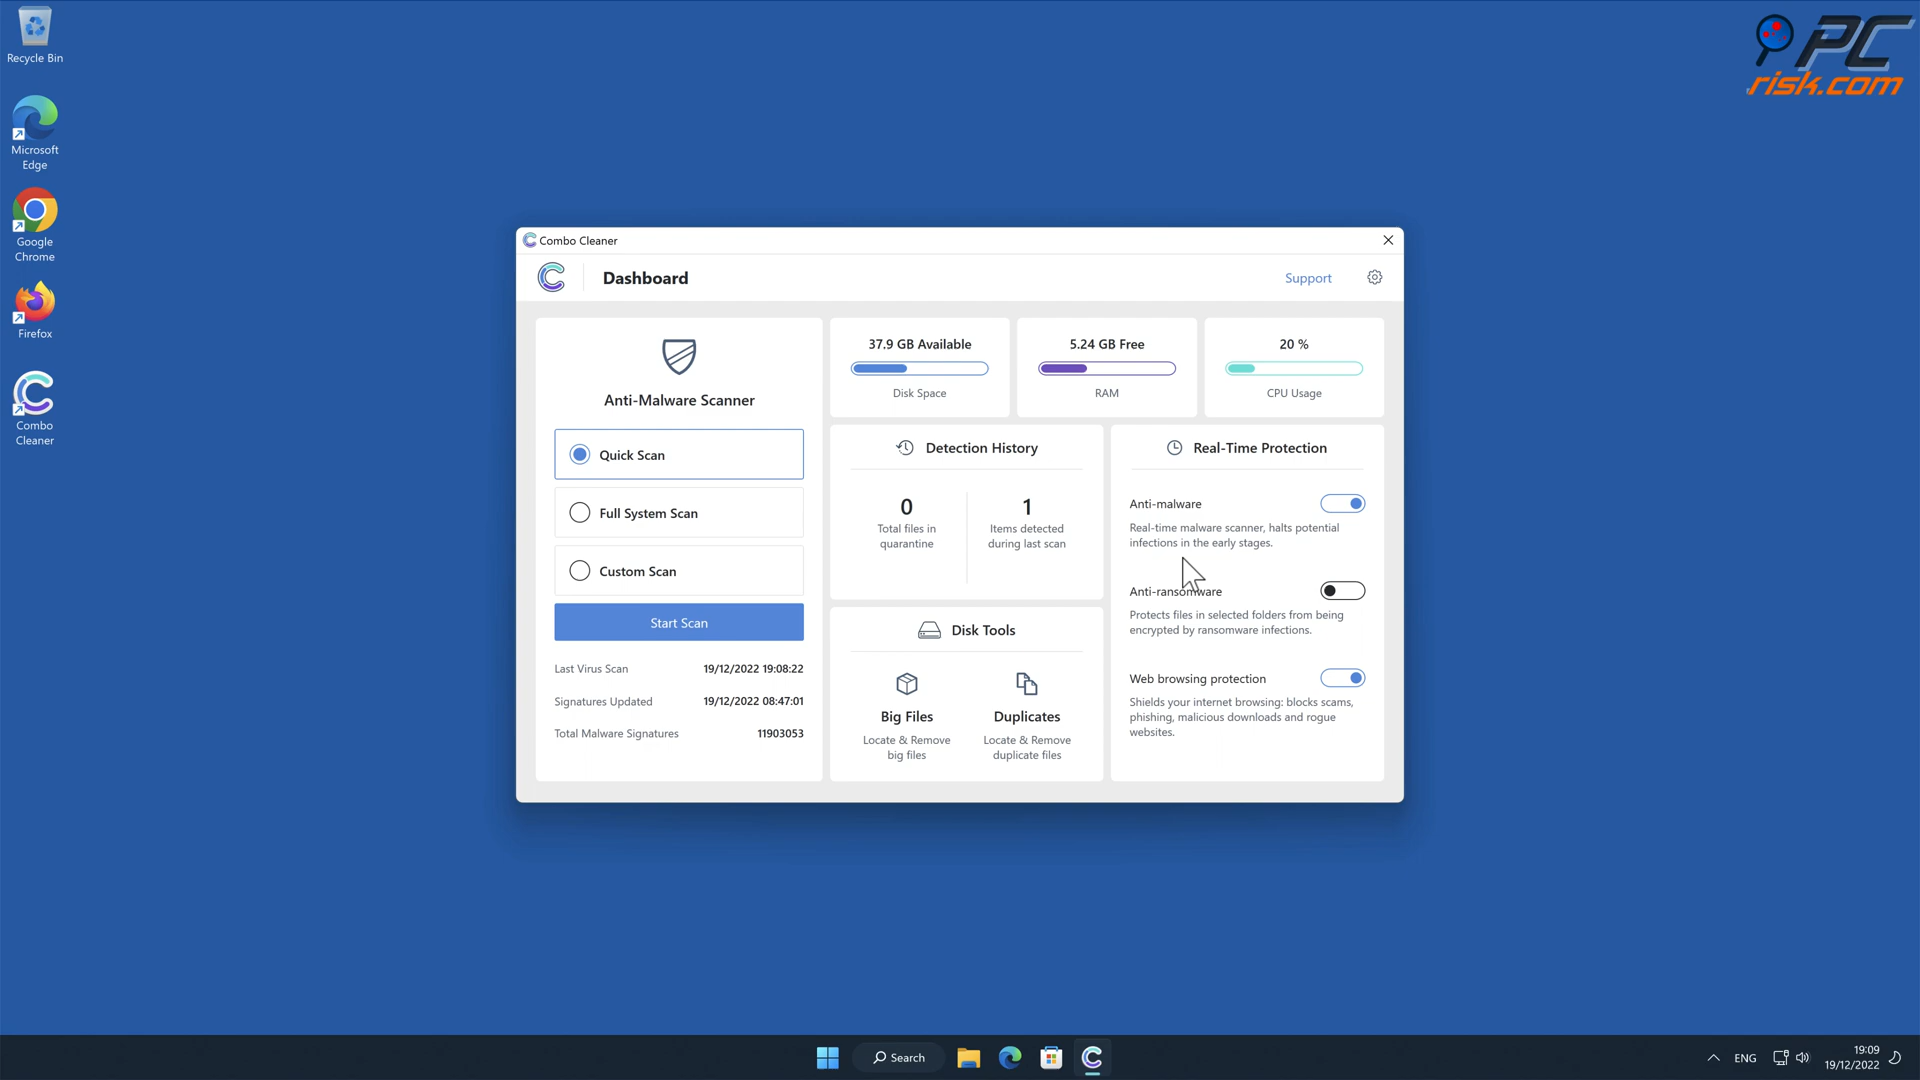 Recycle Bin
Microsoft
Edge
Google
Chrome
Firefox
Combo
Cleaner
PC
risk.com
Combo Cleaner
Dashboard
Support
Anti-Malware Scanner
Quick Scan
Full System Scan
Custom Scan
Start Scan
Last Virus Scan 19/12/2022 19:08:22
Signatures Updated 19/12/2022 08:47:01
Total Malware Signatures 11903053
37.9 GB Available
Disk Space
5.24 GB Free
RAM
20 %
CPU Usage
Detection History
0
Total files in
quarantine
1
Items detected
during last scan
Disk Tools
Big Files
Locate & Remove
big files
Duplicates
Locate & Remove
duplicate files
Real-Time Protection
Anti-malware
Real-time malware scanner, halts potential
infections in the early stages.
Anti-ransomware
Protects files in selected folders from being
encrypted by ransomware infections.
Web browsing protection
Shields your internet browsing: blocks scams,
phishing, malicious downloads and rogue
websites.
Search
ENG
19:09
19/12/2022